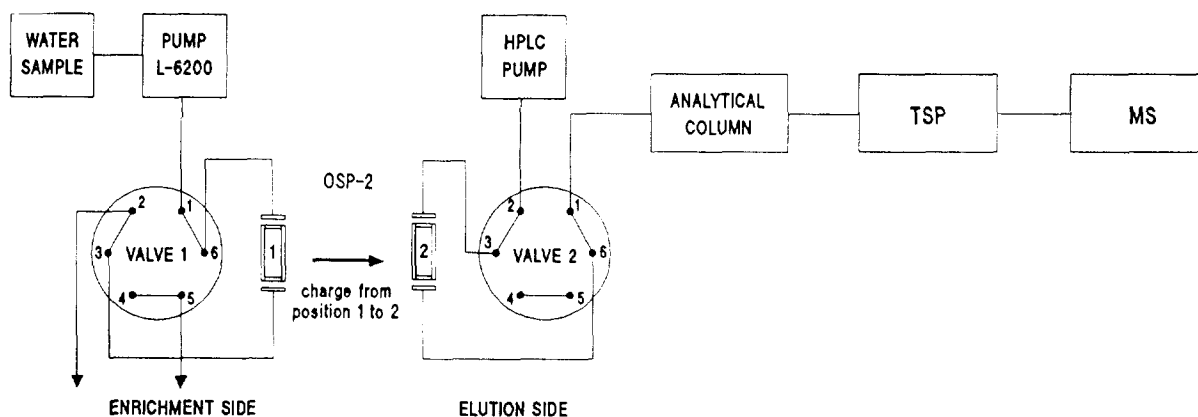 WATER
SAMPLE
PUMP
L-6200
HPLC
PUMP
ANALYTICAL
COLUMN
TSP
MS
OSP-2
2
1
3
VALVE 1
6
4
5
1
charge from
position 1 to 2
2
2
1
3
VALVE 2
6
4
5
ENRICHMENT SIDE
ELUTION SIDE